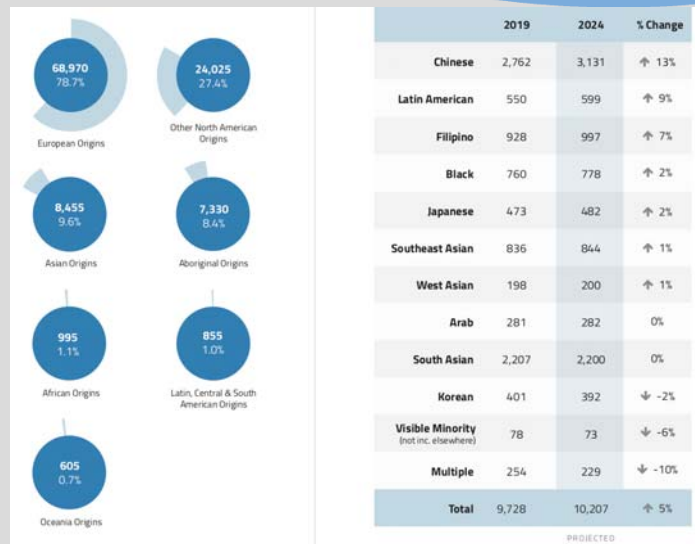 68,970
78.7%
European Origins
24,025
27.4%
Other North American
Origins
8,455
9.6%
Asian Origins
7,330
8.4%
Aboriginal Origins
995
1.1%
African Origins
855
1.0%
Latin, Central & South
American Origins
605
0.7%
Oceania Origins
2019 2024 % Change
Chinese 2,762 3,131 ↑ 13%
Latin American 550 599 ↑ 9%
Filipino 928 997 ↑ 7%
Black 760 778 ↑ 2%
Japanese 473 482 ↑ 2%
Southeast Asian 836 844 ↑ 1%
West Asian 198 200 ↑ 1%
Arab 281 282 0%
South Asian 2,207 2,200 0%
Korean 401 392 ↓ -2%
Visible Minority 78 73 ↓ -6%
(not inc. elsewhere)
Multiple 254 229 ↓ -10%
Total 9,728 10,207 ↑ 5%
PROJECTED